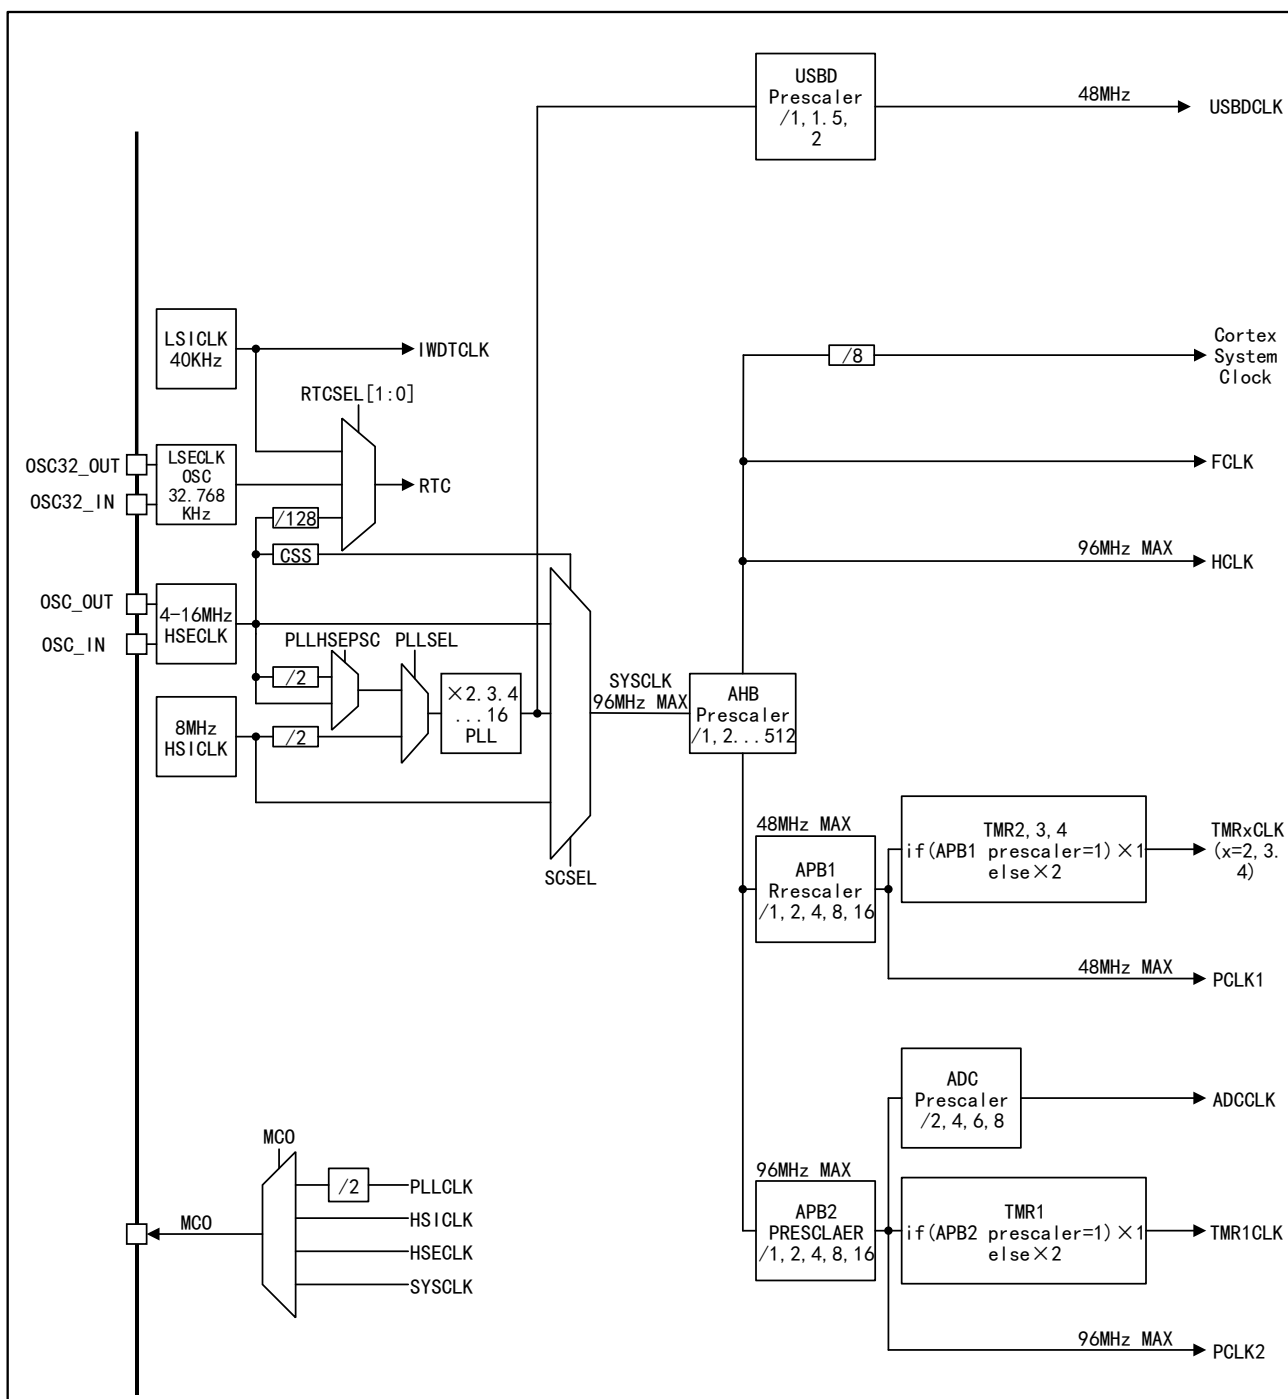 USBD
Prescaler
/1, 1.5,
2
48MHz
USBDCLK
LSICLK
40KHz
IWDTCLK
RTCSEL[1:0]
/8
Cortex
System
Clock
OSC32_OUT
OSC32_IN
LSECLK
OSC
32.768
KHz
RTC
/128
CSS
FCLK
96MHz MAX
HCLK
OSC_OUT
OSC_IN
4-16MHz
HSECLK
PLLHSEPSC
PLLSEL
/2
8MHz
HSICLK
/2
×2.3.4
...16
PLL
SYSCLK
96MHz MAX
AHB
Prescaler
/1, 2...512
SCSEL
48MHz MAX
APB1
Rrescaler
/1, 2, 4, 8, 16
TMR2, 3, 4
if(APB1 prescaler=1)×1
else×2
TMRxCLK
(x=2, 3.
4)
48MHz MAX
PCLK1
ADC
Prescaler
/2, 4, 6, 8
ADCCLK
96MHz MAX
APB2
PRESCLAER
/1, 2, 4, 8, 16
TMR1
if(APB2 prescaler=1)×1
else×2
TMR1CLK
96MHz MAX
PCLK2
MCO
MCO
/2
PLLCLK
HSICLK
HSECLK
SYSCLK